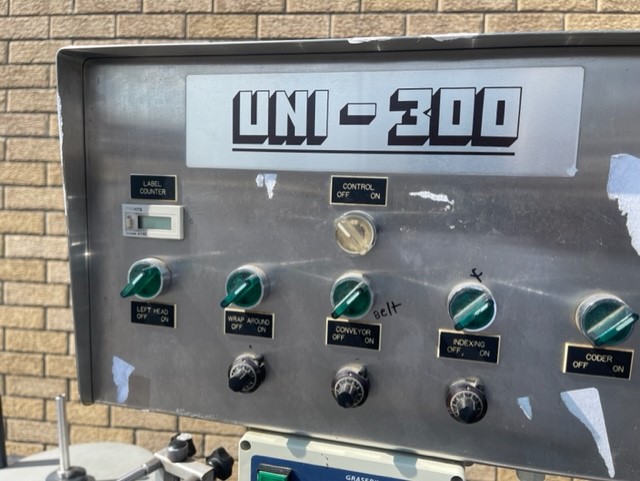 UNI-300
LABEL
COUNTER
CONTROL
OFF ON
LEFT HEAD
OFF ON
WRAP AROUND
OFF ON
Belt
CONVEYOR
OFF ON
INDEXING
OFF ON
CODER
OFF ON